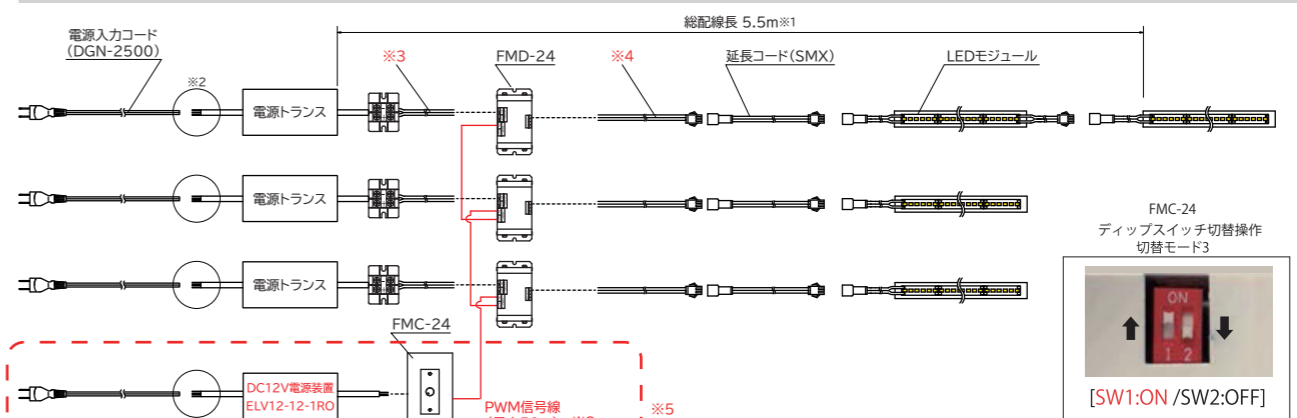 総配線長 5.5m※1
電源入力コード
(DGN-2500)
※2
※3
FMD-24
※4
延長コード(SMX)
LEDモジュール
電源トランス
電源トランス
電源トランス
FMC-24
ディップスイッチ切替操作
切替モード3
ON
1 2
[SW1:ON /SW2:OFF]
FMC-24
DC12V電源装置
ELV12-12-1RO
PWM信号線
※5